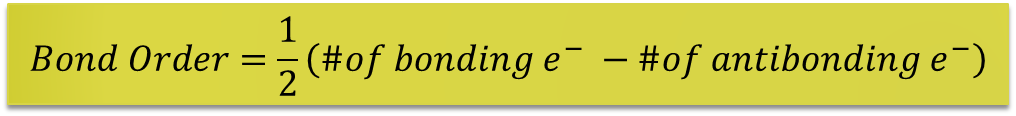 Bond Order = 1/2 (#of bonding e⁻ − #of antibonding e⁻)